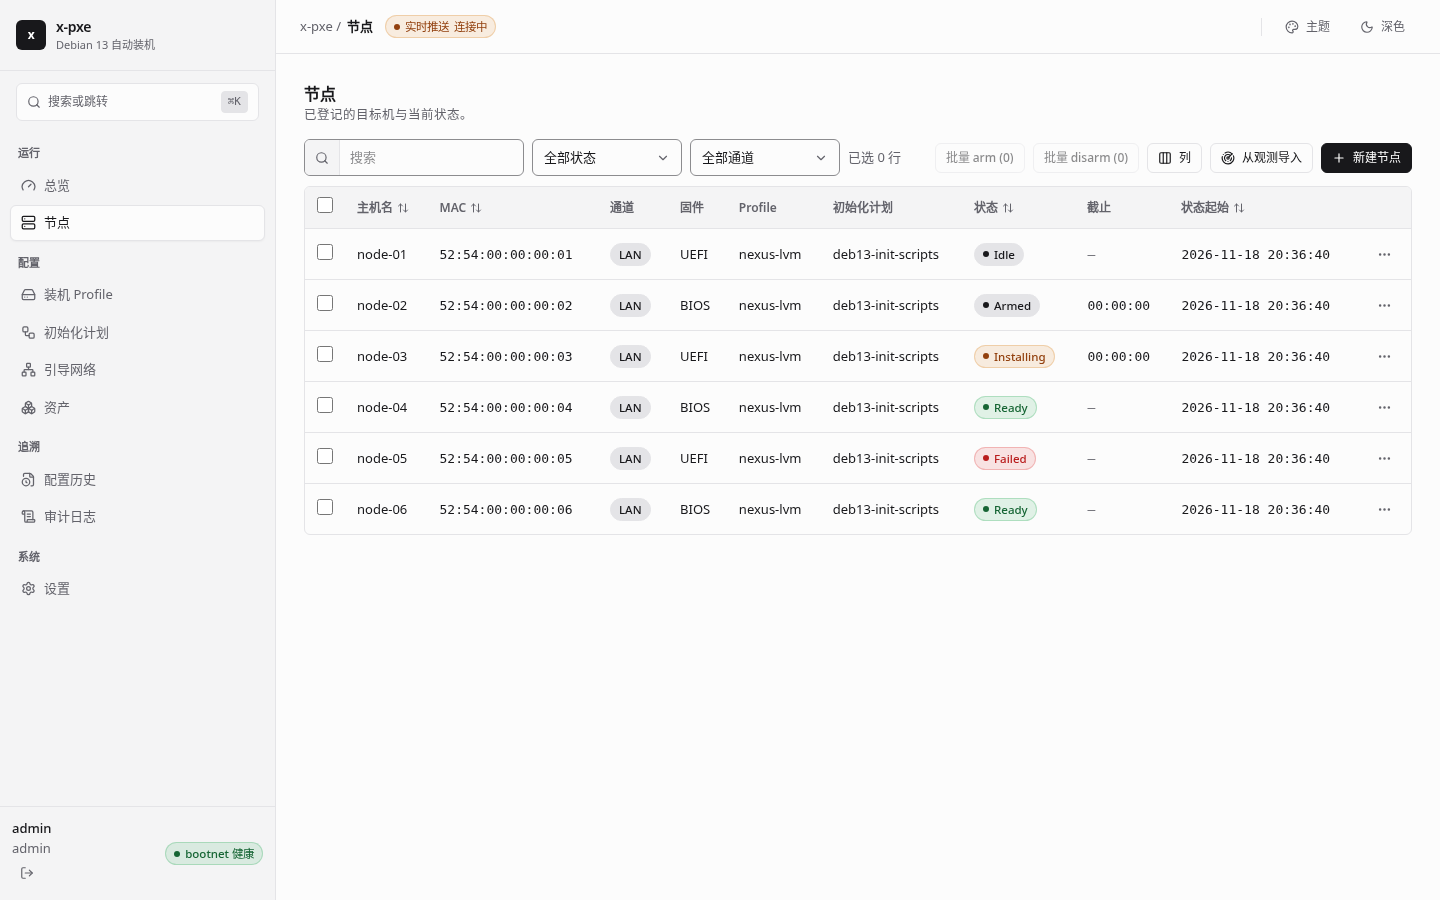 x
x-pxe
Debian 13 自动装机
搜索或跳转
⌘K
运行
总览
节点
配置
装机 Profile
初始化计划
引导网络
资产
追溯
配置历史
审计日志
系统
设置
admin
admin
bootnet 健康
x-pxe / 节点 实时推送 连接中
主题 深色
节点
已登记的目标机与当前状态。
搜索 全部状态 全部通道 已选 0 行 批量 arm (0) 批量 disarm (0) 列 从观测导入 新建节点
主机名 MAC 通道 固件 Profile 初始化计划 状态 截止 状态起始
node-01 52:54:00:00:00:01 LAN UEFI nexus-lvm deb13-init-scripts Idle — 2026-11-18 20:36:40
node-02 52:54:00:00:00:02 LAN BIOS nexus-lvm deb13-init-scripts Armed 00:00:00 2026-11-18 20:36:40
node-03 52:54:00:00:00:03 LAN UEFI nexus-lvm deb13-init-scripts Installing 00:00:00 2026-11-18 20:36:40
node-04 52:54:00:00:00:04 LAN BIOS nexus-lvm deb13-init-scripts Ready — 2026-11-18 20:36:40
node-05 52:54:00:00:00:05 LAN UEFI nexus-lvm deb13-init-scripts Failed — 2026-11-18 20:36:40
node-06 52:54:00:00:00:06 LAN BIOS nexus-lvm deb13-init-scripts Ready — 2026-11-18 20:36:40